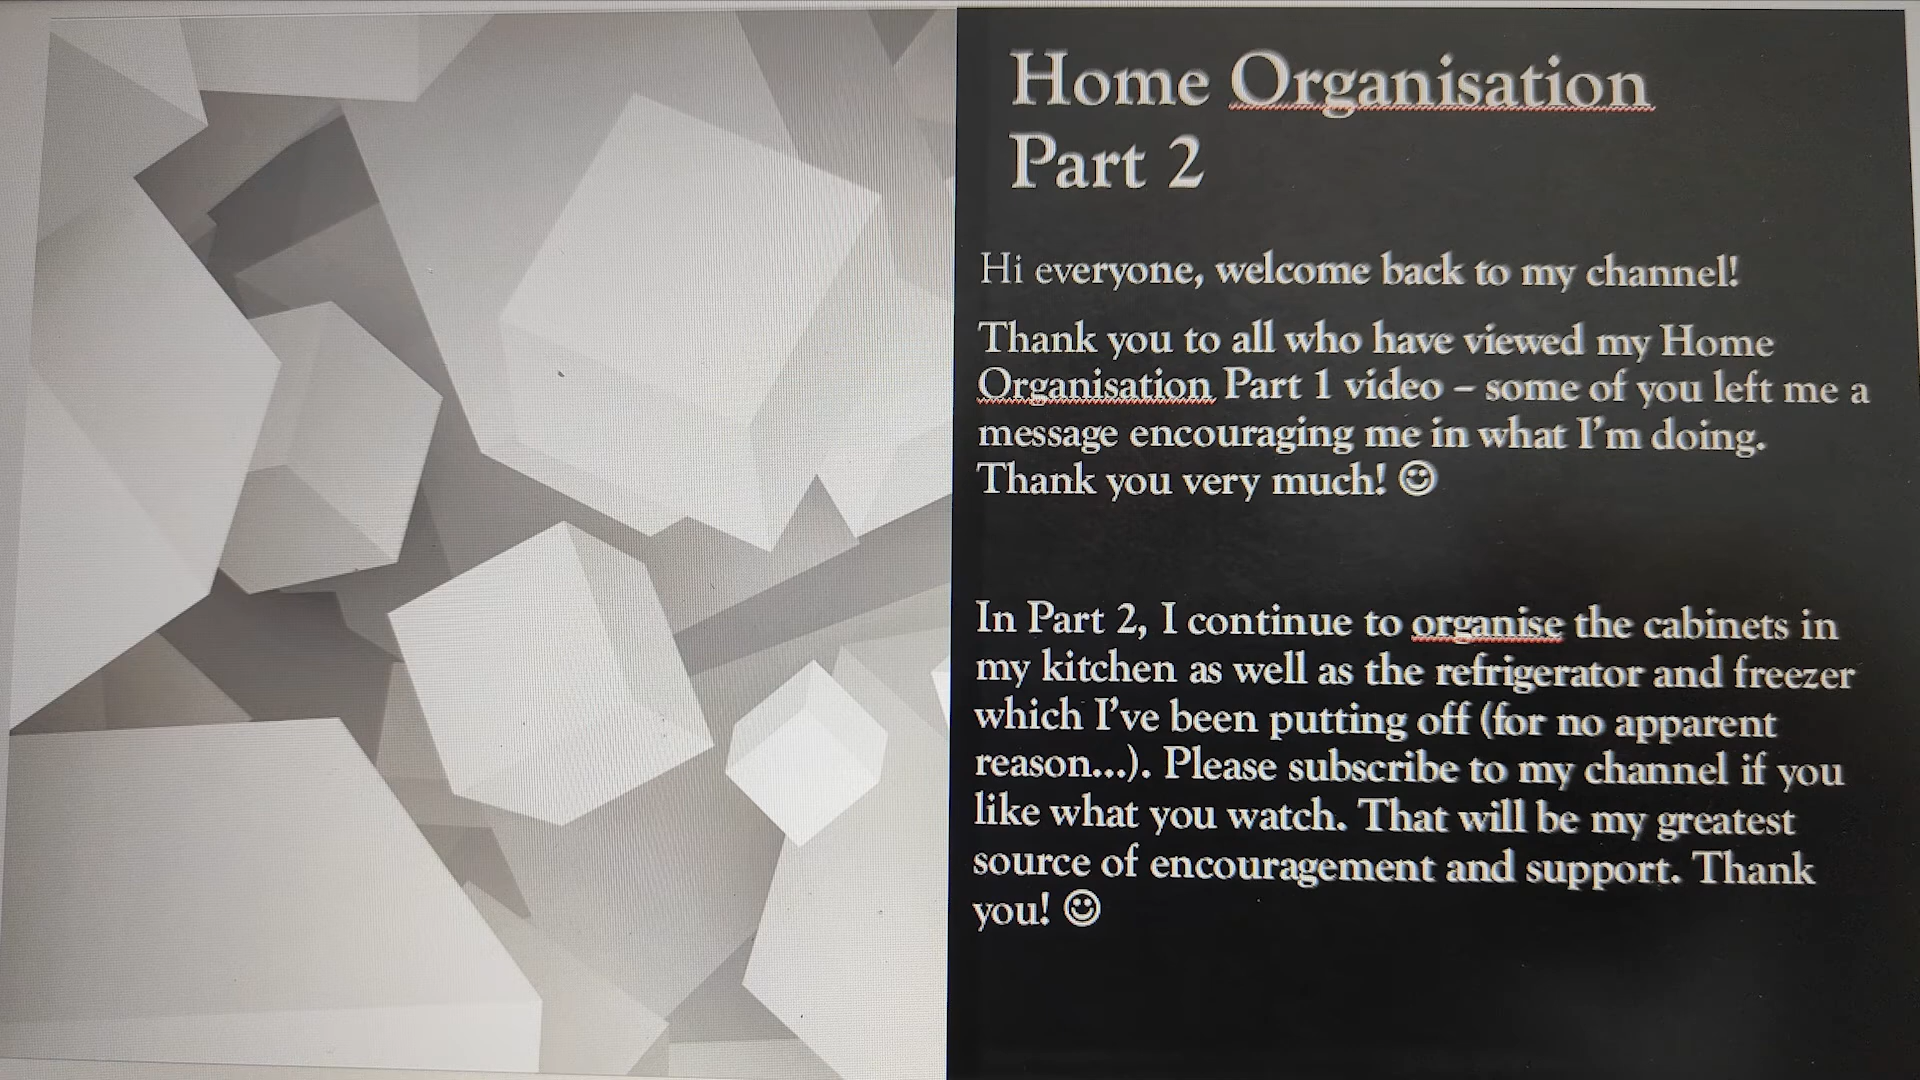 Home Organisation
Part 2
Hi everyone, welcome back to my channel!
Thank you to all who have viewed my Home
Organisation Part 1 video – some of you left me a
message encouraging me in what I’m doing.
Thank you very much! ☺
In Part 2, I continue to organise the cabinets in
my kitchen as well as the refrigerator and freezer
which I’ve been putting off (for no apparent
reason…). Please subscribe to my channel if you
like what you watch. That will be my greatest
source of encouragement and support. Thank
you! ☺